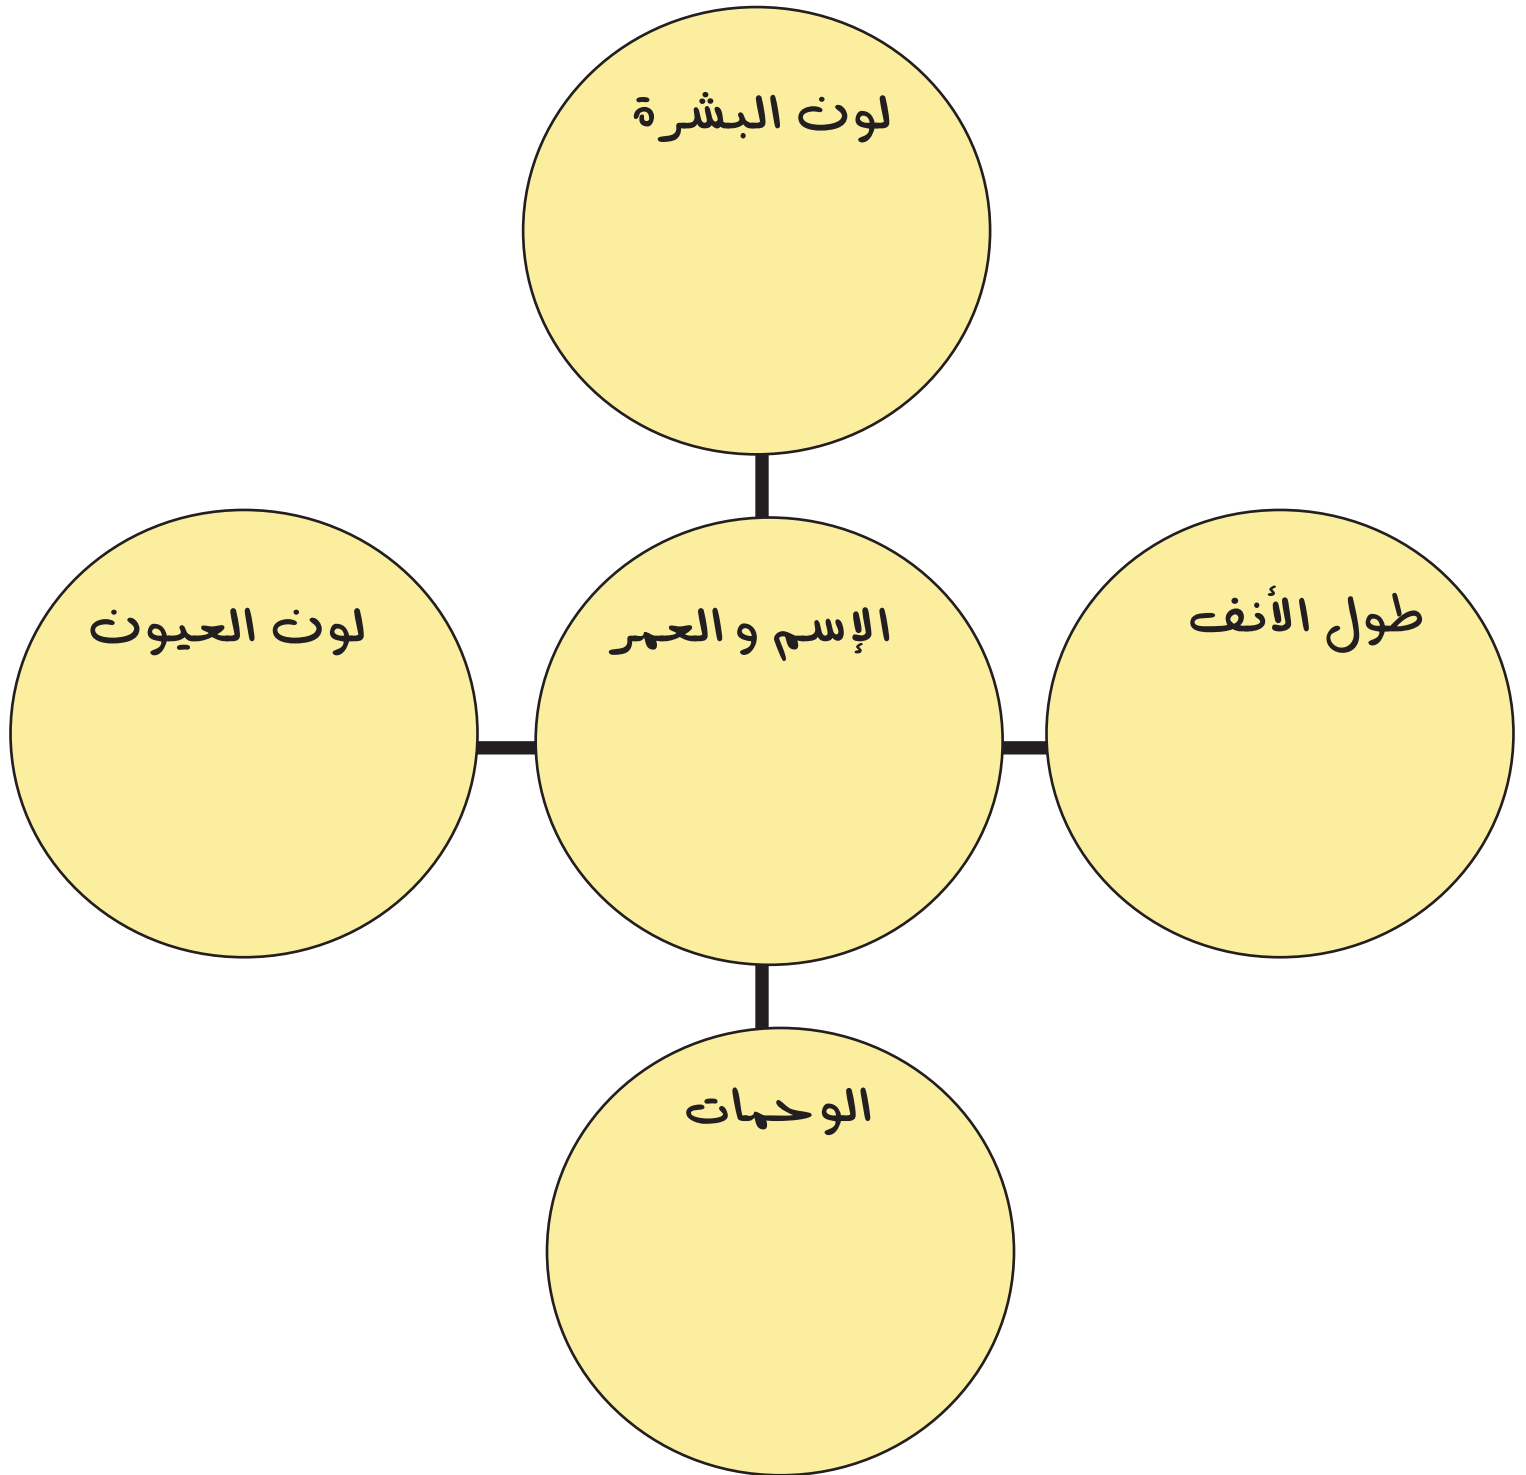 لون البشرة
طول الأنف
الإسم و العمر
لون العيون
الوحمات